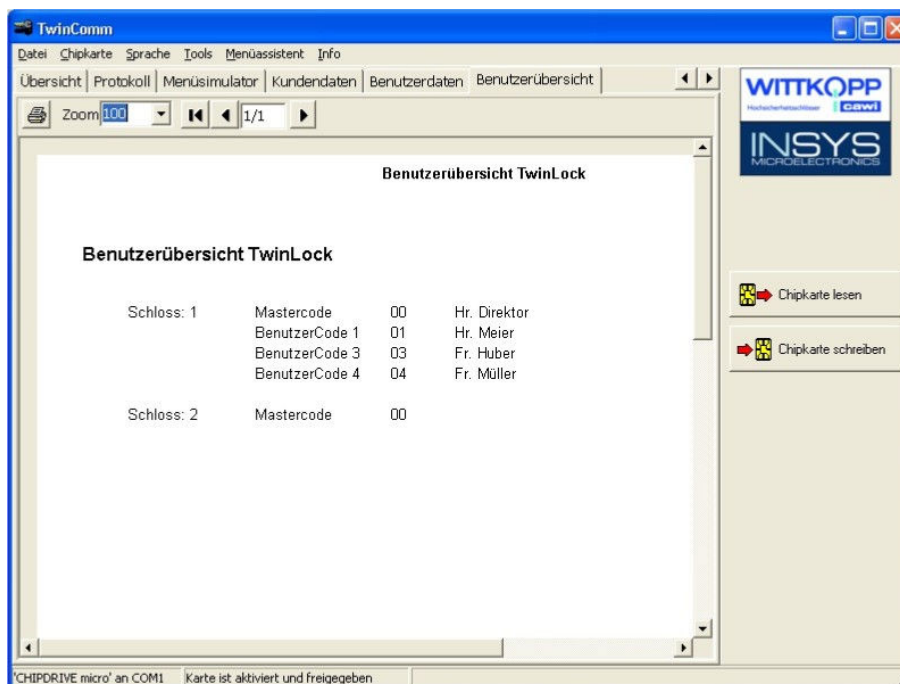 TwinComm
Datei Chipkarte Sprache Tools Menüassistent Info
Übersicht Protokoll Menüsimulator Kundendaten Benutzerdaten Benutzerübersicht
Zoom 100 1/1
WITTKOPP
Hochsicherheitsschlösser cawi
INSYS
MICROELECTRONICS
Benutzerübersicht TwinLock
Benutzerübersicht TwinLock
Schloss: 1 Mastercode 00 Hr. Direktor
BenutzerCode 1 01 Hr. Meier
BenutzerCode 3 03 Fr. Huber
BenutzerCode 4 04 Fr. Müller
Schloss: 2 Mastercode 00
Chipkarte lesen
Chipkarte schreiben
'CHIPDRIVE micro' an COM1 Karte ist aktiviert und freigegeben